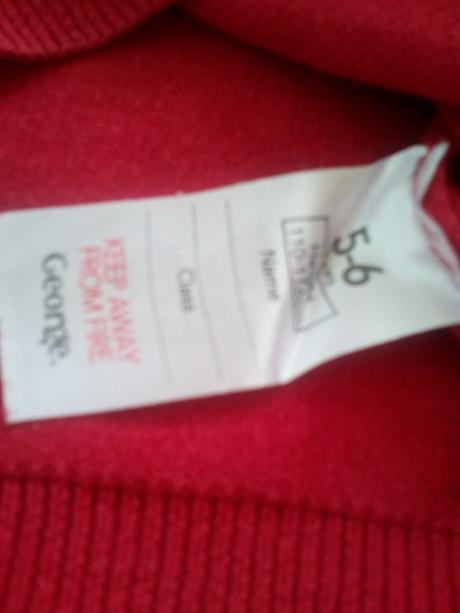 5-6
Name
Class
KEEP AWAY
FROM FIRE
George.